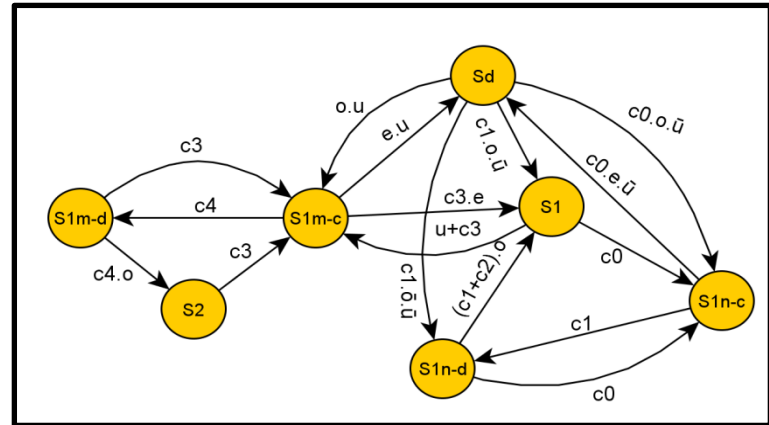 Sd
o.u
e.u
c1.o.ū
c0.o.ū
c0.e.ū
c3
S1m-d
c4
S1m-c
c3.e
S1
u+c3
c4.o
c3
S2
c0
c1.ō.ū
(c1+c2).o
S1n-c
c1
S1n-d
c0